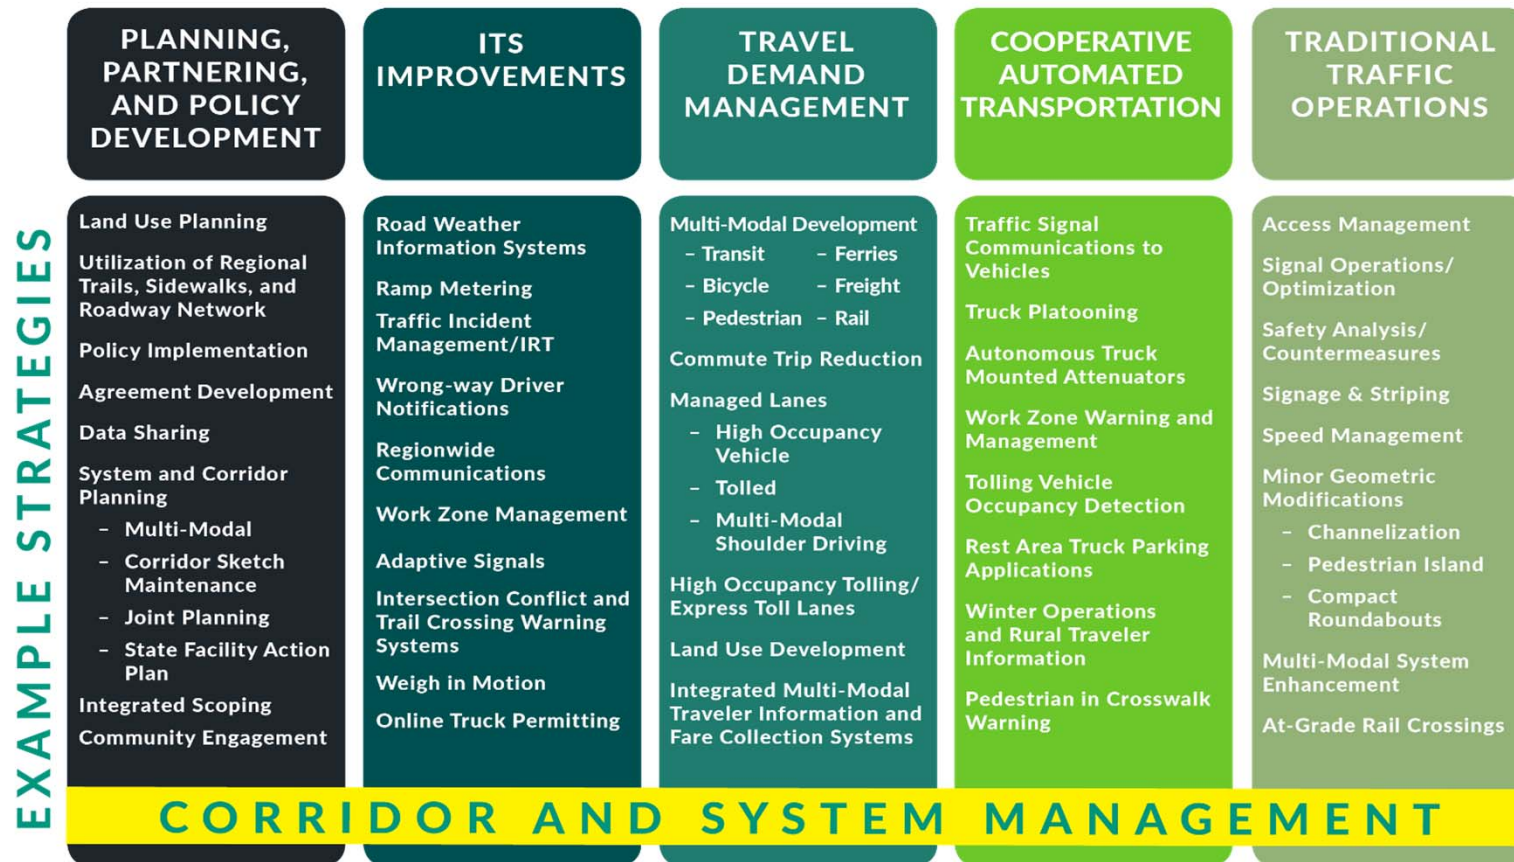 PLANNING,
PARTNERING,
AND POLICY
DEVELOPMENT
ITS
IMPROVEMENTS
TRAVEL
DEMAND
MANAGEMENT
COOPERATIVE
AUTOMATED
TRANSPORTATION
TRADITIONAL
TRAFFIC
OPERATIONS
EXAMPLE STRATEGIES
Land Use Planning
Utilization of Regional
Trails, Sidewalks, and
Roadway Network
Policy Implementation
Agreement Development
Data Sharing
System and Corridor
Planning
– Multi-Modal
– Corridor Sketch
Maintenance
– Joint Planning
– State Facility Action
Plan
Integrated Scoping
Community Engagement
Road Weather
Information Systems
Ramp Metering
Traffic Incident
Management/IRT
Wrong-way Driver
Notifications
Regionwide
Communications
Work Zone Management
Adaptive Signals
Intersection Conflict and
Trail Crossing Warning
Systems
Weigh in Motion
Online Truck Permitting
Multi-Modal Development
– Transit – Ferries
– Bicycle – Freight
– Pedestrian – Rail
Commute Trip Reduction
Managed Lanes
– High Occupancy
Vehicle
– Tolled
– Multi-Modal
Shoulder Driving
High Occupancy Tolling/
Express Toll Lanes
Land Use Development
Integrated Multi-Modal
Traveler Information and
Fare Collection Systems
Traffic Signal
Communications to
Vehicles
Truck Platooning
Autonomous Truck
Mounted Attenuators
Work Zone Warning and
Management
Tolling Vehicle
Occupancy Detection
Rest Area Truck Parking
Applications
Winter Operations
and Rural Traveler
Information
Pedestrian in Crosswalk
Warning
Access Management
Signal Operations/
Optimization
Safety Analysis/
Countermeasures
Signage & Striping
Speed Management
Minor Geometric
Modifications
– Channelization
– Pedestrian Island
– Compact
Roundabouts
Multi-Modal System
Enhancement
At-Grade Rail Crossings
CORRIDOR AND SYSTEM MANAGEMENT